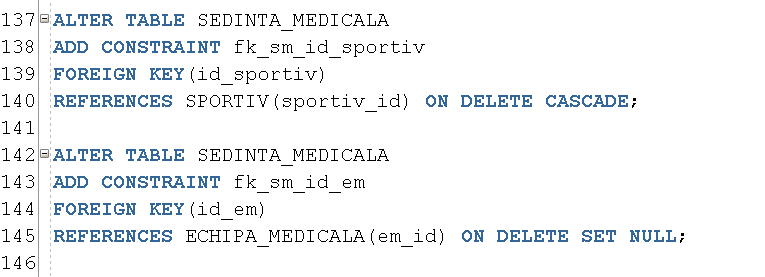 137 ALTER TABLE SEDINTA_MEDICALA
138 ADD CONSTRAINT fk_sm_id_sportiv
139 FOREIGN KEY(id_sportiv)
140 REFERENCES SPORTIV(sportiv_id) ON DELETE CASCADE;
141
142 ALTER TABLE SEDINTA_MEDICALA
143 ADD CONSTRAINT fk_sm_id_em
144 FOREIGN KEY(id_em)
145 REFERENCES ECHIPA_MEDICALA(em_id) ON DELETE SET NULL;
146